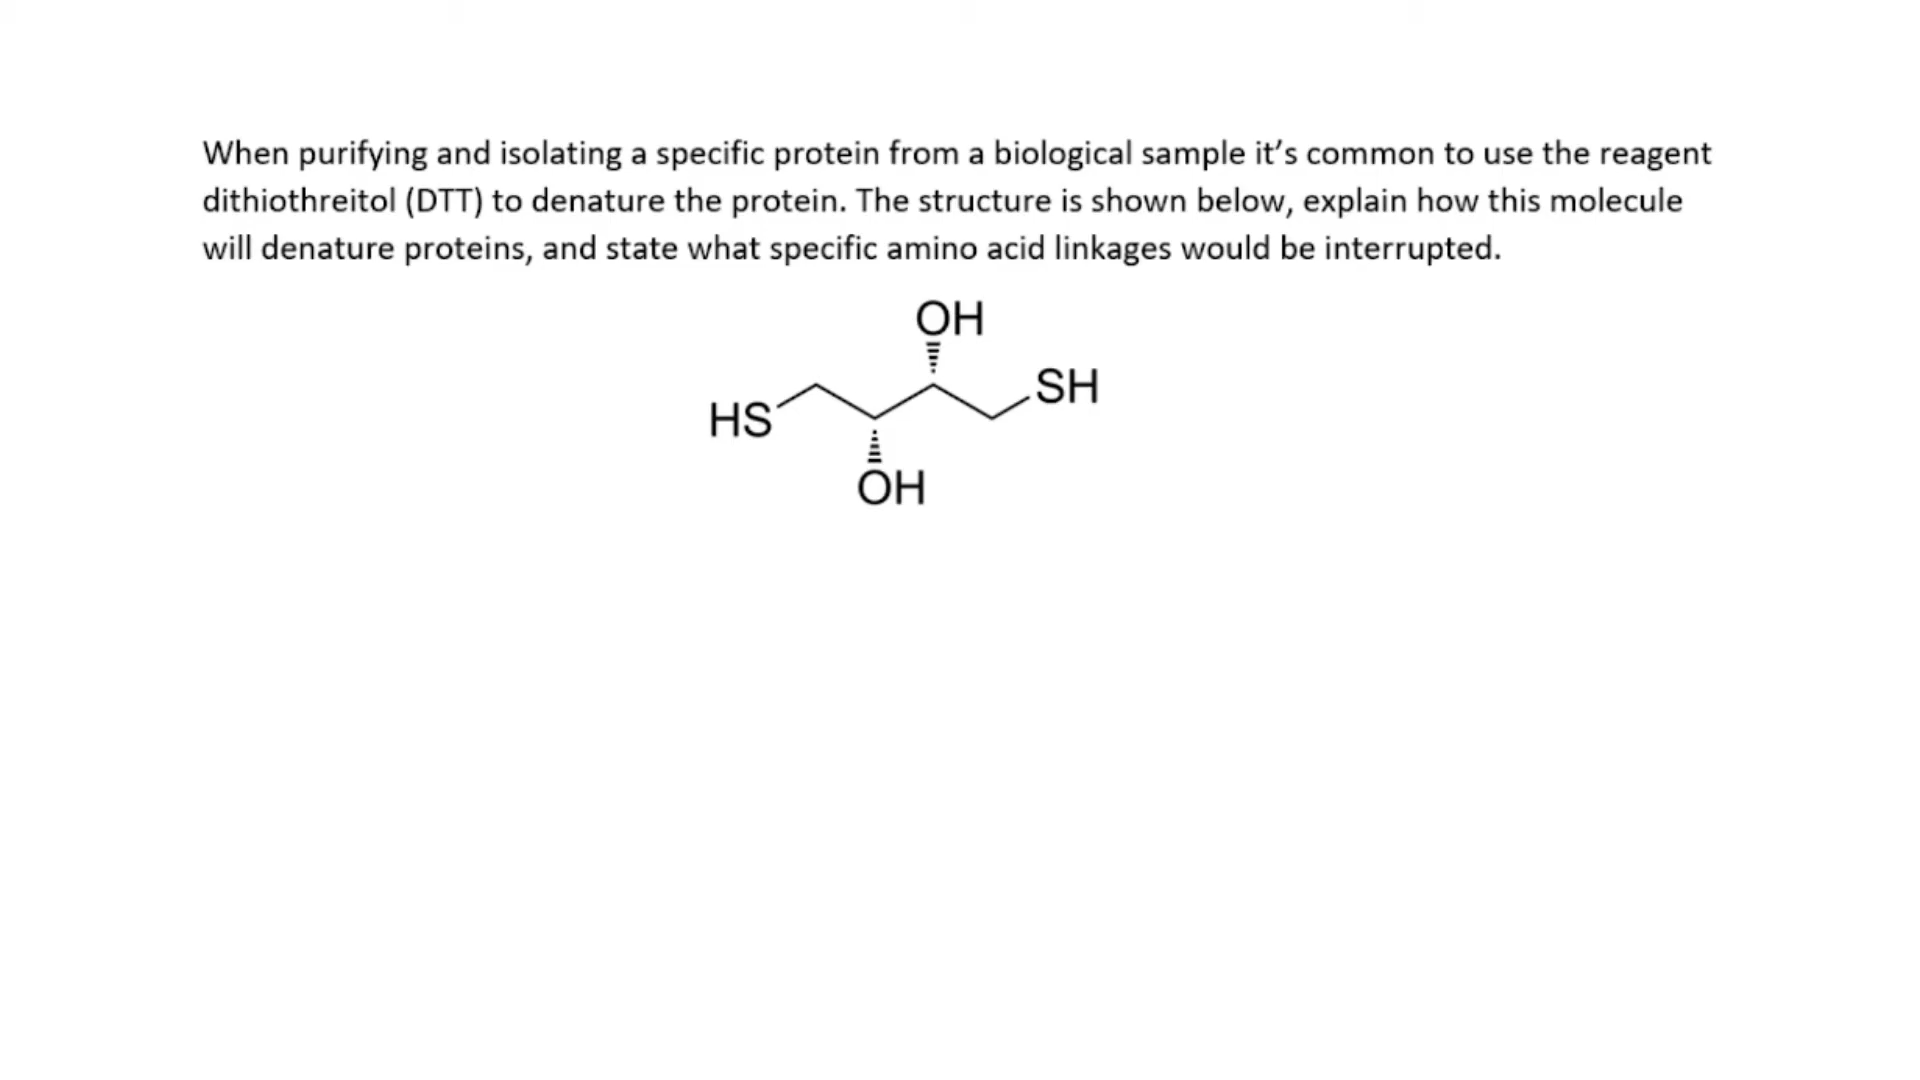 When purifying and isolating a specific protein from a biological sample it’s common to use the reagent
dithiothreitol (DTT) to denature the protein. The structure is shown below, explain how this molecule
will denature proteins, and state what specific amino acid linkages would be interrupted.
OH
SH
HS
OH